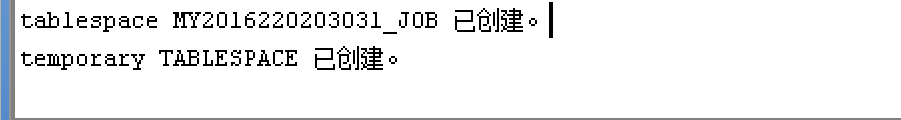 tablespace MY2016220203031_JOB 已创建。
temporary TABLESPACE 已创建。